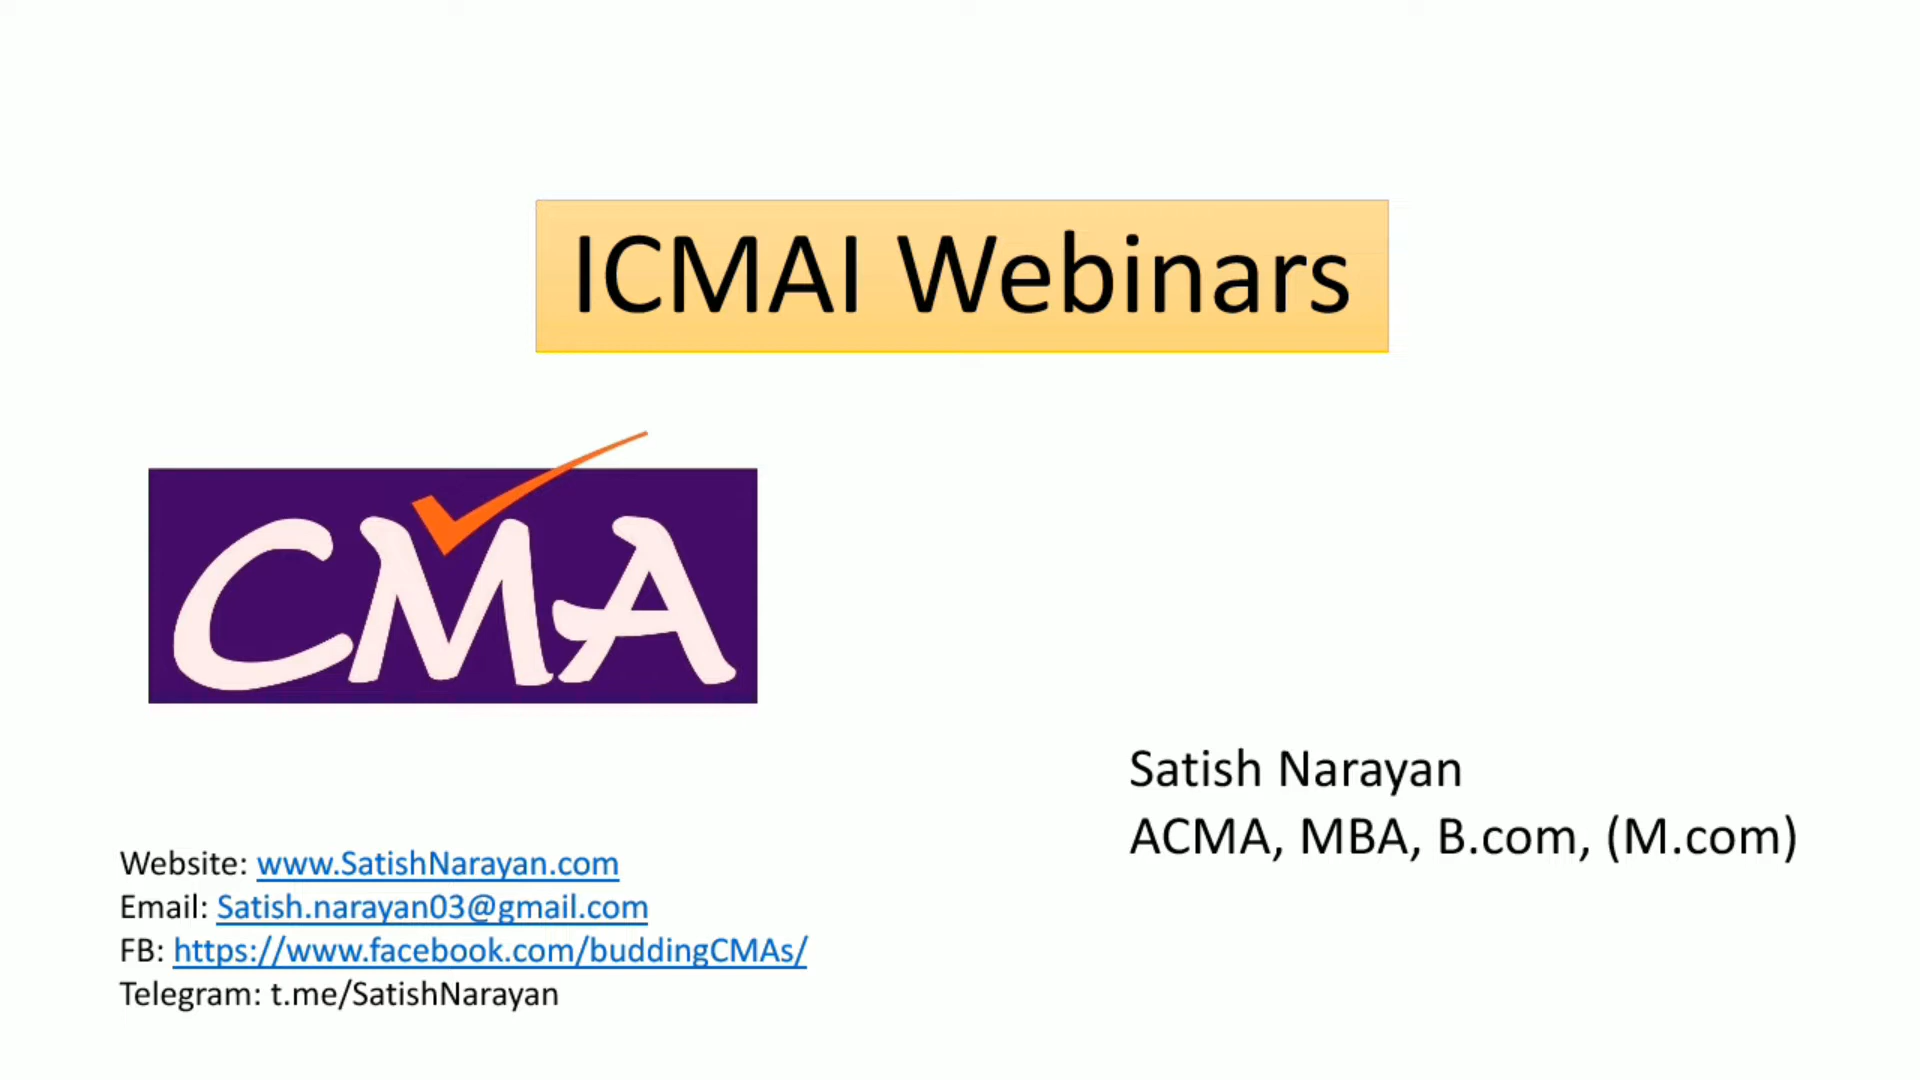 ICMAI Webinars
CMA
Satish Narayan
ACMA, MBA, B.com, (M.com)
Website: www.SatishNarayan.com
Email: Satish.narayan03@gmail.com
FB: https://www.facebook.com/buddingCMAs/
Telegram: t.me/SatishNarayan